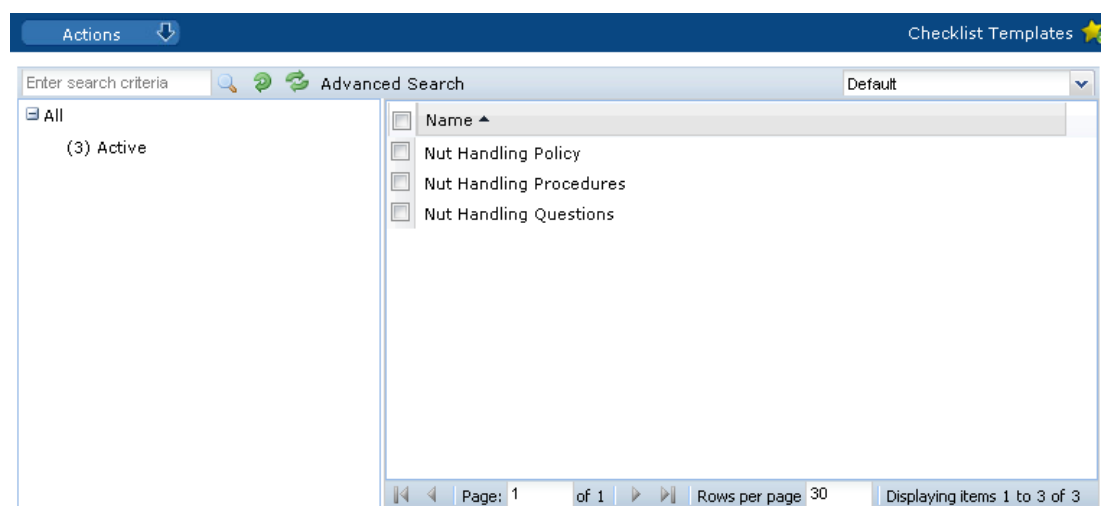 Actions Checklist Templates
Enter search criteria Advanced Search Default
All
(3) Active
Name
Nut Handling Policy
Nut Handling Procedures
Nut Handling Questions
Page: 1 of 1 Rows per page 30 Displaying items 1 to 3 of 3